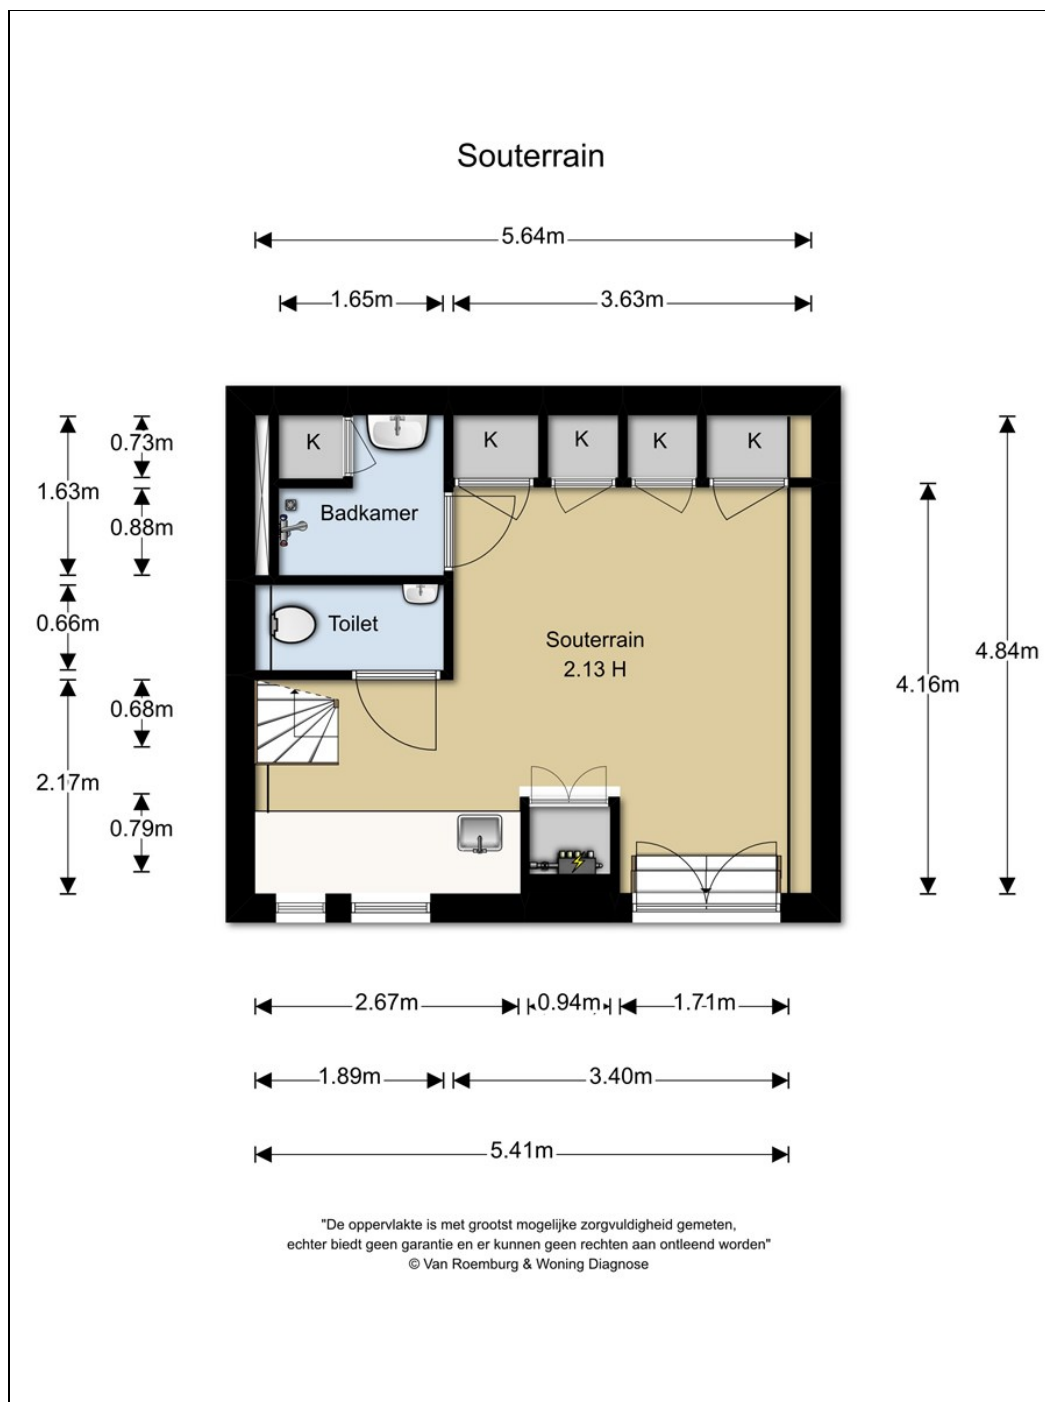 Souterrain
5.64m
1.65m
3.63m
0.73m
1.63m
0.88m
0.66m
0.68m
2.17m
0.79m
K
K
K
K
K
Badkamer
Toilet
Souterrain
2.13 H
4.16m
4.84m
2.67m
0.94m
1.71m
1.89m
3.40m
5.41m
"De oppervlakte is met grootst mogelijke zorgvuldigheid gemeten,
echter biedt geen garantie en er kunnen geen rechten aan ontleend worden"
© Van Roemburg & Woning Diagnose